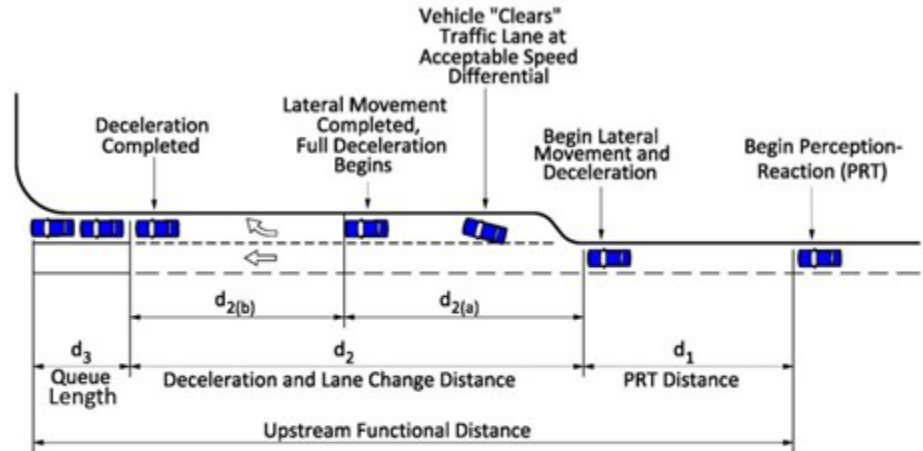 Vehicle "Clears"
Traffic Lane at
Acceptable Speed
Differential
Lateral Movement
Completed,
Full Deceleration
Begins
Deceleration
Completed
Begin Lateral
Movement and
Deceleration
Begin Perception-
Reaction (PRT)
d2(b)
d2(a)
d3
d2
d1
Queue
Length
Deceleration and Lane Change Distance
PRT Distance
Upstream Functional Distance